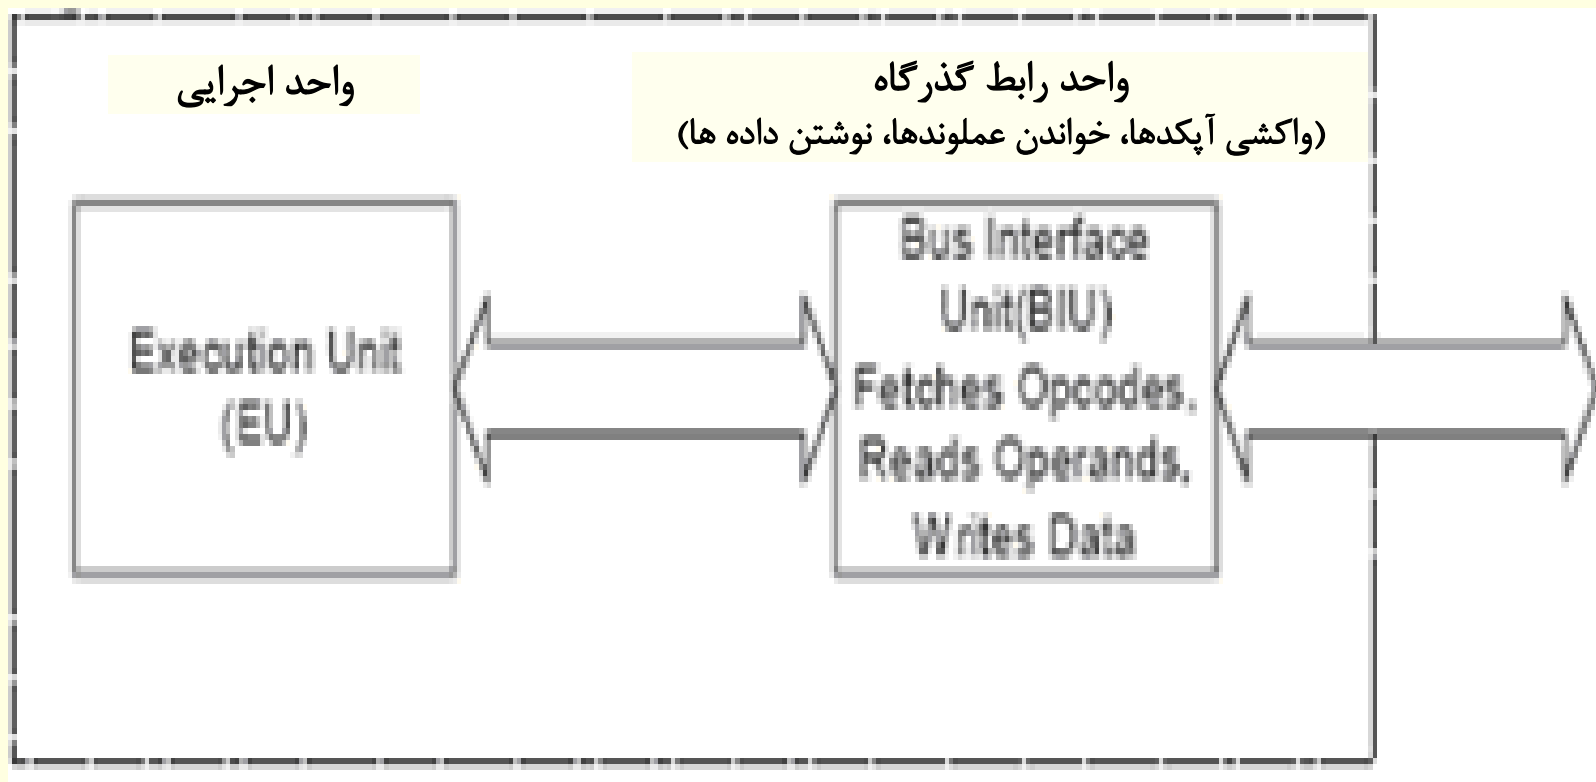 واحد اجرایی
واحد رابط گذرگاه
(واکشی آپکدها، خواندن عملوندها، نوشتن داده ها)
Execution Unit
(EU)
Bus Interface
Unit(BIU)
Fetches Opcodes,
Reads Operands,
Writes Data